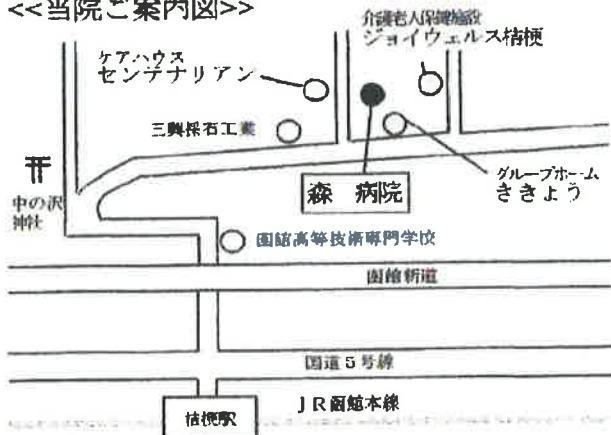 <<当院ご案内図>>
介護老人保健施設
ジョイウェルス桔梗
ケアハウス
センテナリアン
三興採石工業
森 病院
グループホーム
ききょう
中の沢
神社
函館高等技術専門学校
函館新道
国道5号線
JR函館本線
桔梗駅